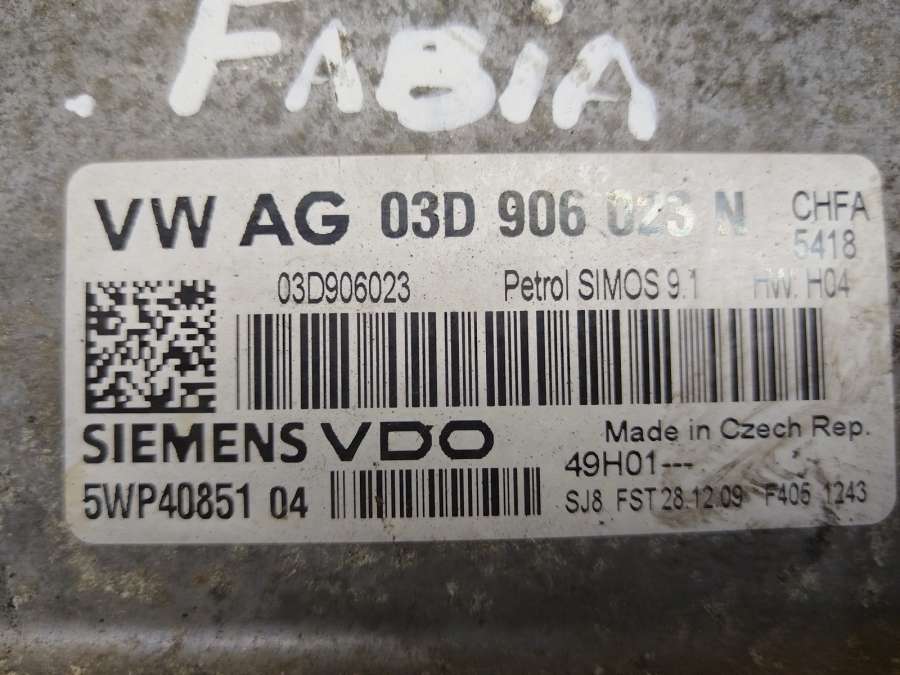 FABIA
VW AG 03D 906 023 N CHFA
5418
03D906023 Petrol SIMOS 9.1 HW: H04
SIEMENS VDO Made in Czech Rep.
49H01---
5WP40851 04 SJ8 FST 28.12.09 F405 1243